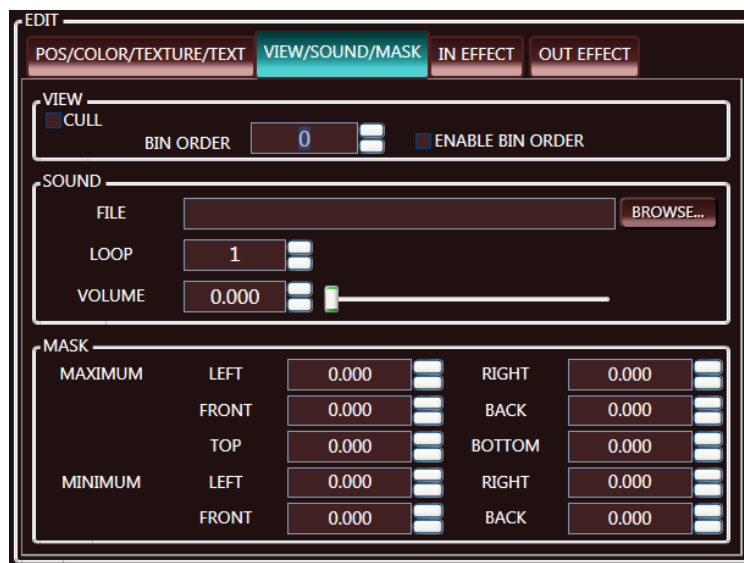 EDIT
POS/COLOR/TEXTURE/TEXT VIEW/SOUND/MASK IN EFFECT OUT EFFECT
VIEW
CULL
BIN ORDER 0 ENABLE BIN ORDER
SOUND
FILE BROWSE...
LOOP 1
VOLUME 0.000
MASK
MAXIMUM LEFT 0.000 RIGHT 0.000
FRONT 0.000 BACK 0.000
TOP 0.000 BOTTOM 0.000
MINIMUM LEFT 0.000 RIGHT 0.000
FRONT 0.000 BACK 0.000